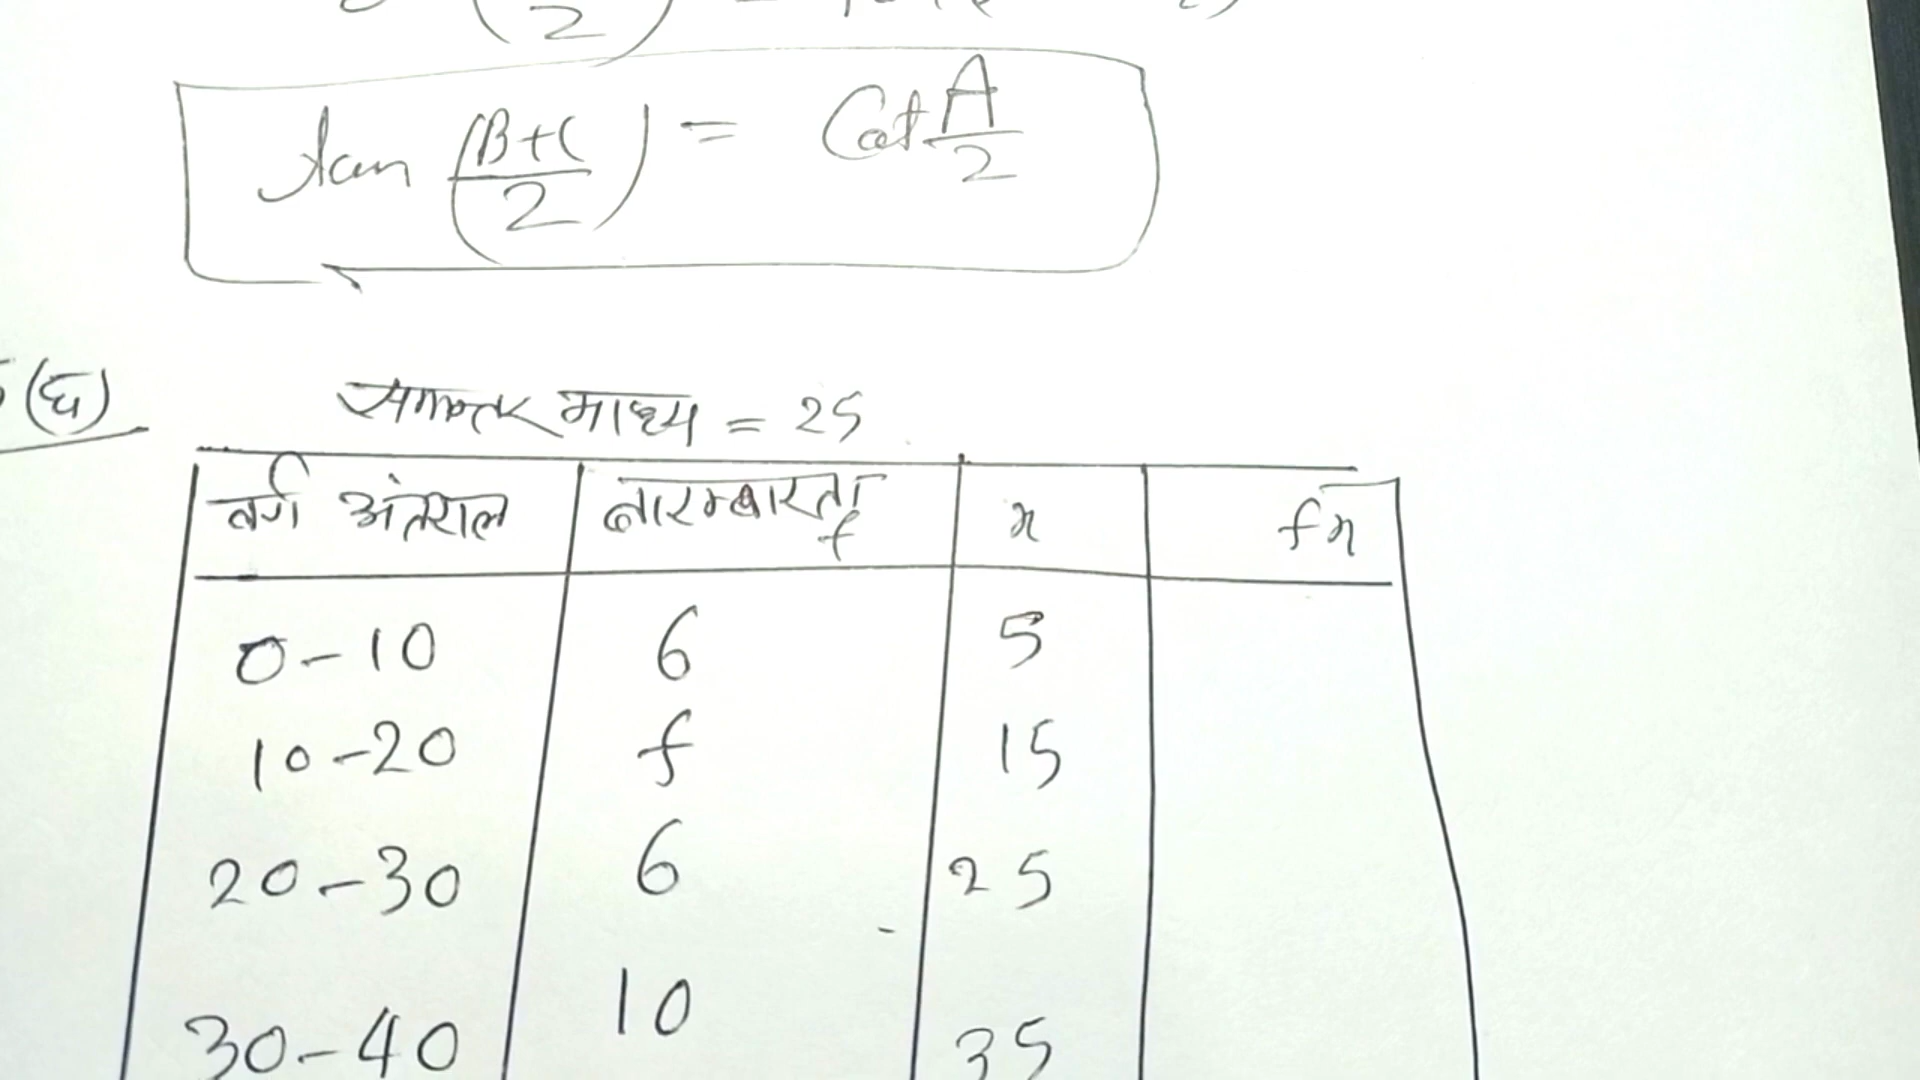 tan (B+C/2) = Cot A/2
(घ)
समान्तर माध्य = 25
वर्ग अंतराल बारम्बारता f x fx
0-10 6 5
10-20 f 15
20-30 6 25
30-40 10 35